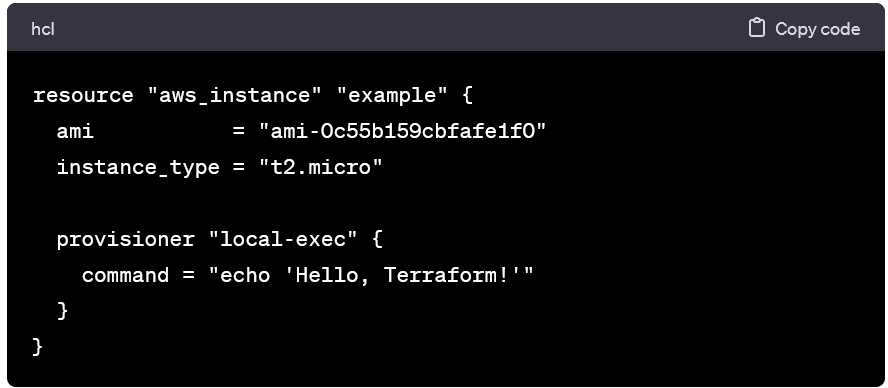 hcl
Copy code
resource "aws_instance" "example" {
  ami           = "ami-0c55b159cbfafe1f0"
  instance_type = "t2.micro"

  provisioner "local-exec" {
    command = "echo 'Hello, Terraform!'"
  }
}